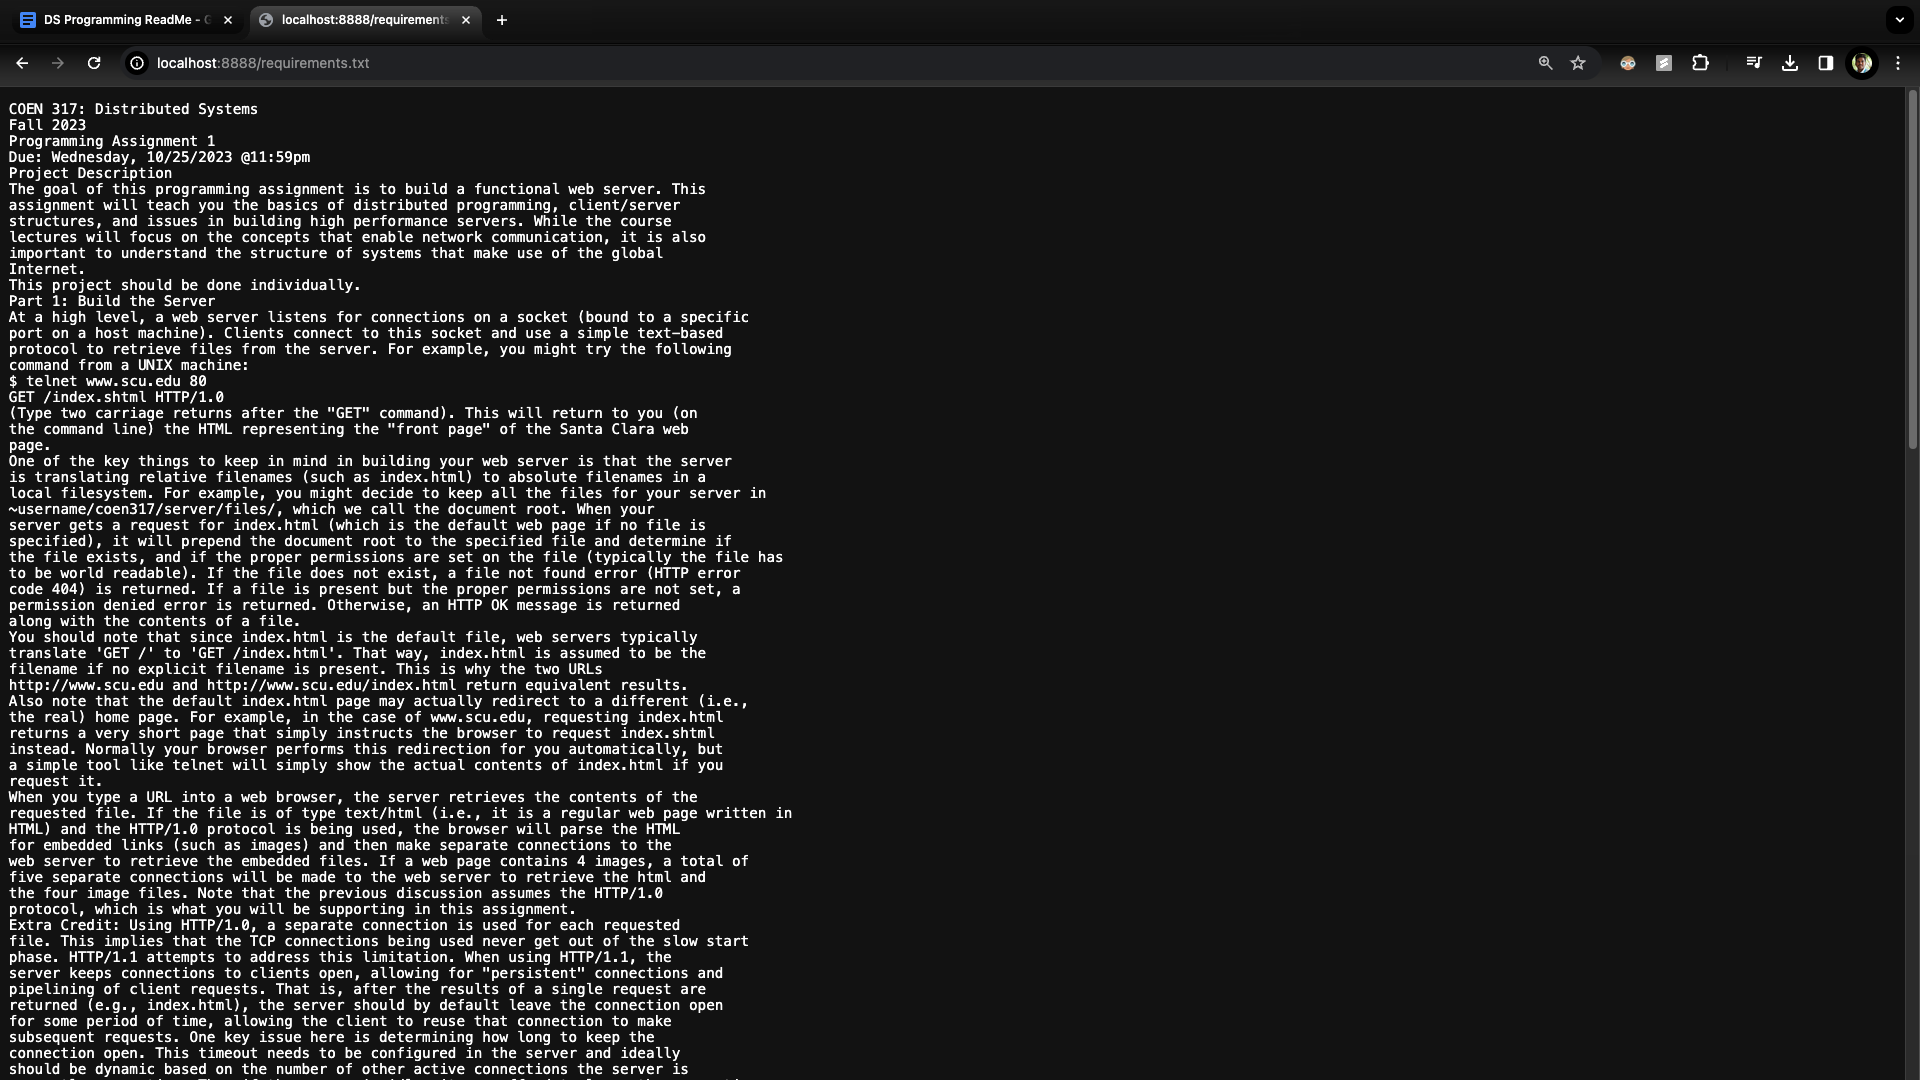 DS Programming ReadMe -
localhost:8888/requirements
localhost:8888/requirements.txt
COEN 317: Distributed Systems
Fall 2023
Programming Assignment 1
Due: Wednesday, 10/25/2023 @11:59pm
Project Description
The goal of this programming assignment is to build a functional web server. This
assignment will teach you the basics of distributed programming, client/server
structures, and issues in building high performance servers. While the course
lectures will focus on the concepts that enable network communication, it is also
important to understand the structure of systems that make use of the global
Internet.
This project should be done individually.
Part 1: Build the Server
At a high level, a web server listens for connections on a socket (bound to a specific
port on a host machine). Clients connect to this socket and use a simple text-based
protocol to retrieve files from the server. For example, you might try the following
command from a UNIX machine:
$ telnet www.scu.edu 80
GET /index.shtml HTTP/1.0
(Type two carriage returns after the "GET" command). This will return to you (on
the command line) the HTML representing the "front page" of the Santa Clara web
page.
One of the key things to keep in mind in building your web server is that the server
is translating relative filenames (such as index.html) to absolute filenames in a
local filesystem. For example, you might decide to keep all the files for your server in
~username/coen317/server/files/, which we call the document root. When your
server gets a request for index.html (which is the default web page if no file is
specified), it will prepend the document root to the specified file and determine if
the file exists, and if the proper permissions are set on the file (typically the file has
to be world readable). If the file does not exist, a file not found error (HTTP error
code 404) is returned. If a file is present but the proper permissions are not set, a
permission denied error is returned. Otherwise, an HTTP OK message is returned
along with the contents of a file.
You should note that since index.html is the default file, web servers typically
translate 'GET /' to 'GET /index.html'. That way, index.html is assumed to be the
filename if no explicit filename is present. This is why the two URLs
http://www.scu.edu and http://www.scu.edu/index.html return equivalent results.
Also note that the default index.html page may actually redirect to a different (i.e.,
the real) home page. For example, in the case of www.scu.edu, requesting index.html
returns a very short page that simply instructs the browser to request index.shtml
instead. Normally your browser performs this redirection for you automatically, but
a simple tool like telnet will simply show the actual contents of index.html if you
request it.
When you type a URL into a web browser, the server retrieves the contents of the
requested file. If the file is of type text/html (i.e., it is a regular web page written in
HTML) and the HTTP/1.0 protocol is being used, the browser will parse the HTML
for embedded links (such as images) and then make separate connections to the
web server to retrieve the embedded files. If a web page contains 4 images, a total of
five separate connections will be made to the web server to retrieve the html and
the four image files. Note that the previous discussion assumes the HTTP/1.0
protocol, which is what you will be supporting in this assignment.
Extra Credit: Using HTTP/1.0, a separate connection is used for each requested
file. This implies that the TCP connections being used never get out of the slow start
phase. HTTP/1.1 attempts to address this limitation. When using HTTP/1.1, the
server keeps connections to clients open, allowing for "persistent" connections and
pipelining of client requests. That is, after the results of a single request are
returned (e.g., index.html), the server should by default leave the connection open
for some period of time, allowing the client to reuse that connection to make
subsequent requests. One key issue here is determining how long to keep the
connection open. This timeout needs to be configured in the server and ideally
should be dynamic based on the number of other active connections the server is